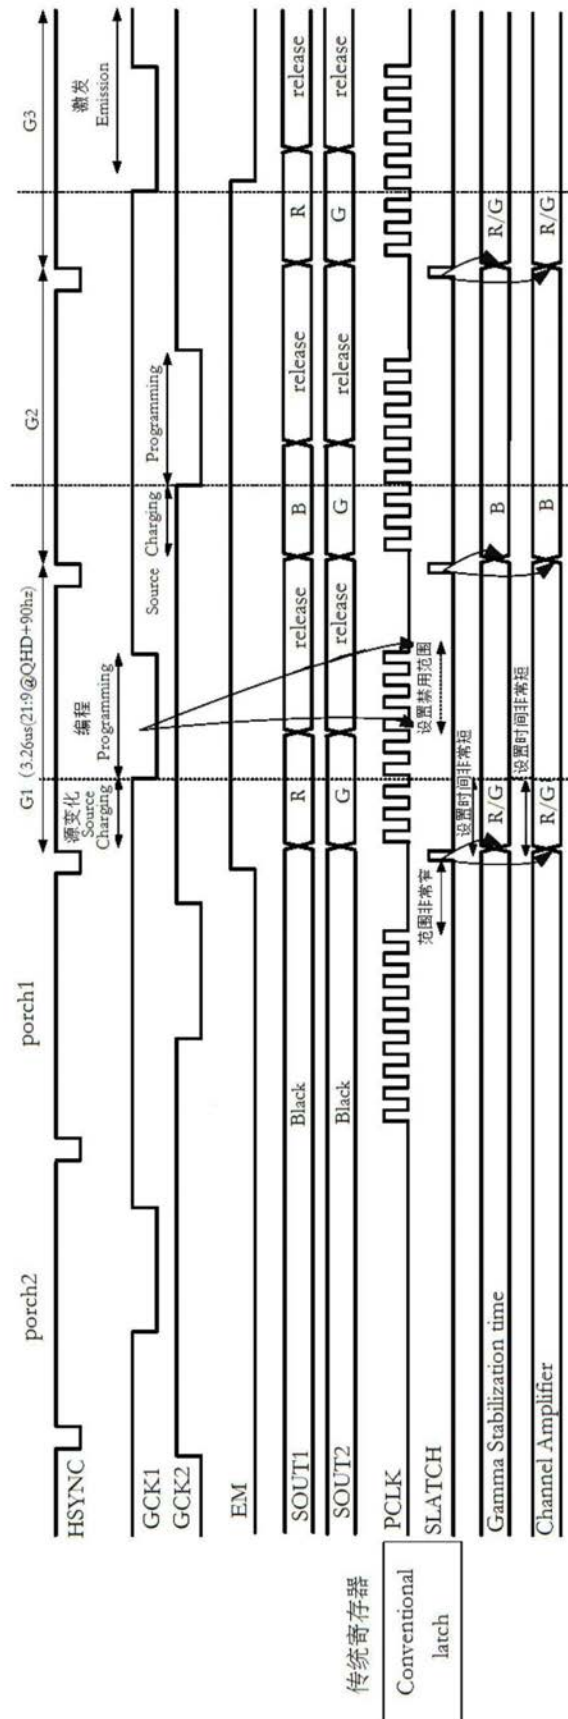 porch2
porch1
G1 (3.26us(21:9@QHD+90hz)
G2
G3
HSYNC
源变化
Source
Charging
编程
Programming
激发
Emission
GCK1
Source
Charging
Programming
GCK2
EM
SOUT1
Black
R
release
B
release
R
release
SOUT2
Black
G
release
G
release
G
release
传统寄存器
Conventional
latch
PCLK
SLATCH
范围非常窄
设置禁用范围
设置时间非常短
Gamma Stabilization time
R/G
B
R/G
设置时间非常短
Channel Amplifier
R/G
B
R/G